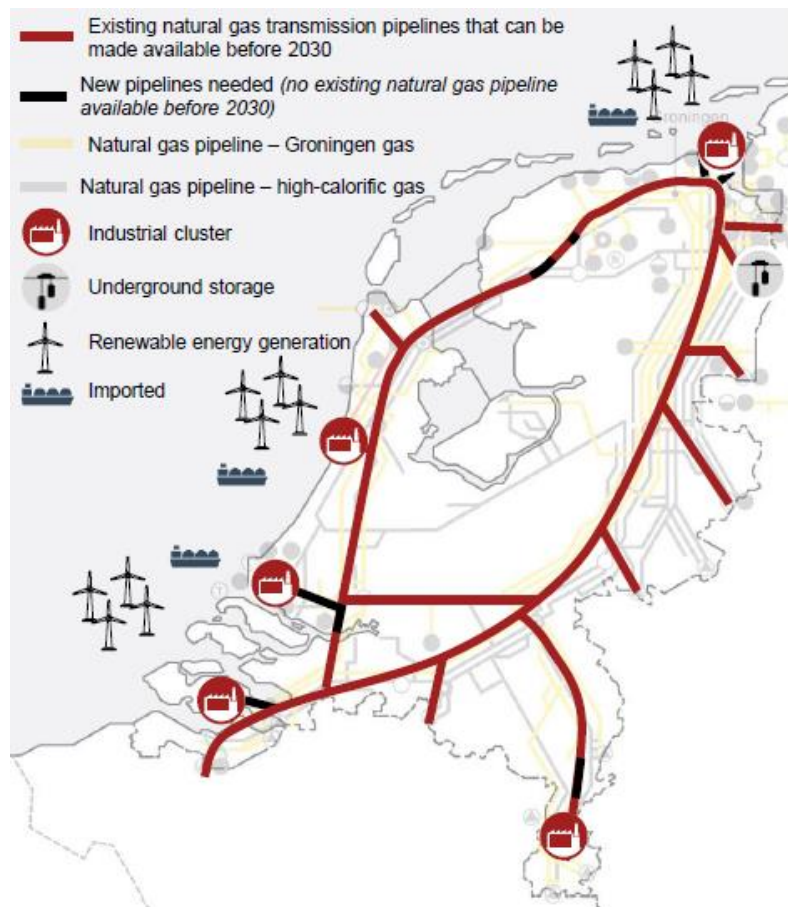 Existing natural gas transmission pipelines that can be
made available before 2030
New pipelines needed (no existing natural gas pipeline
available before 2030)
Groningen
Natural gas pipeline – Groningen gas
Natural gas pipeline – high-calorific gas
Industrial cluster
Underground storage
Renewable energy generation
Imported